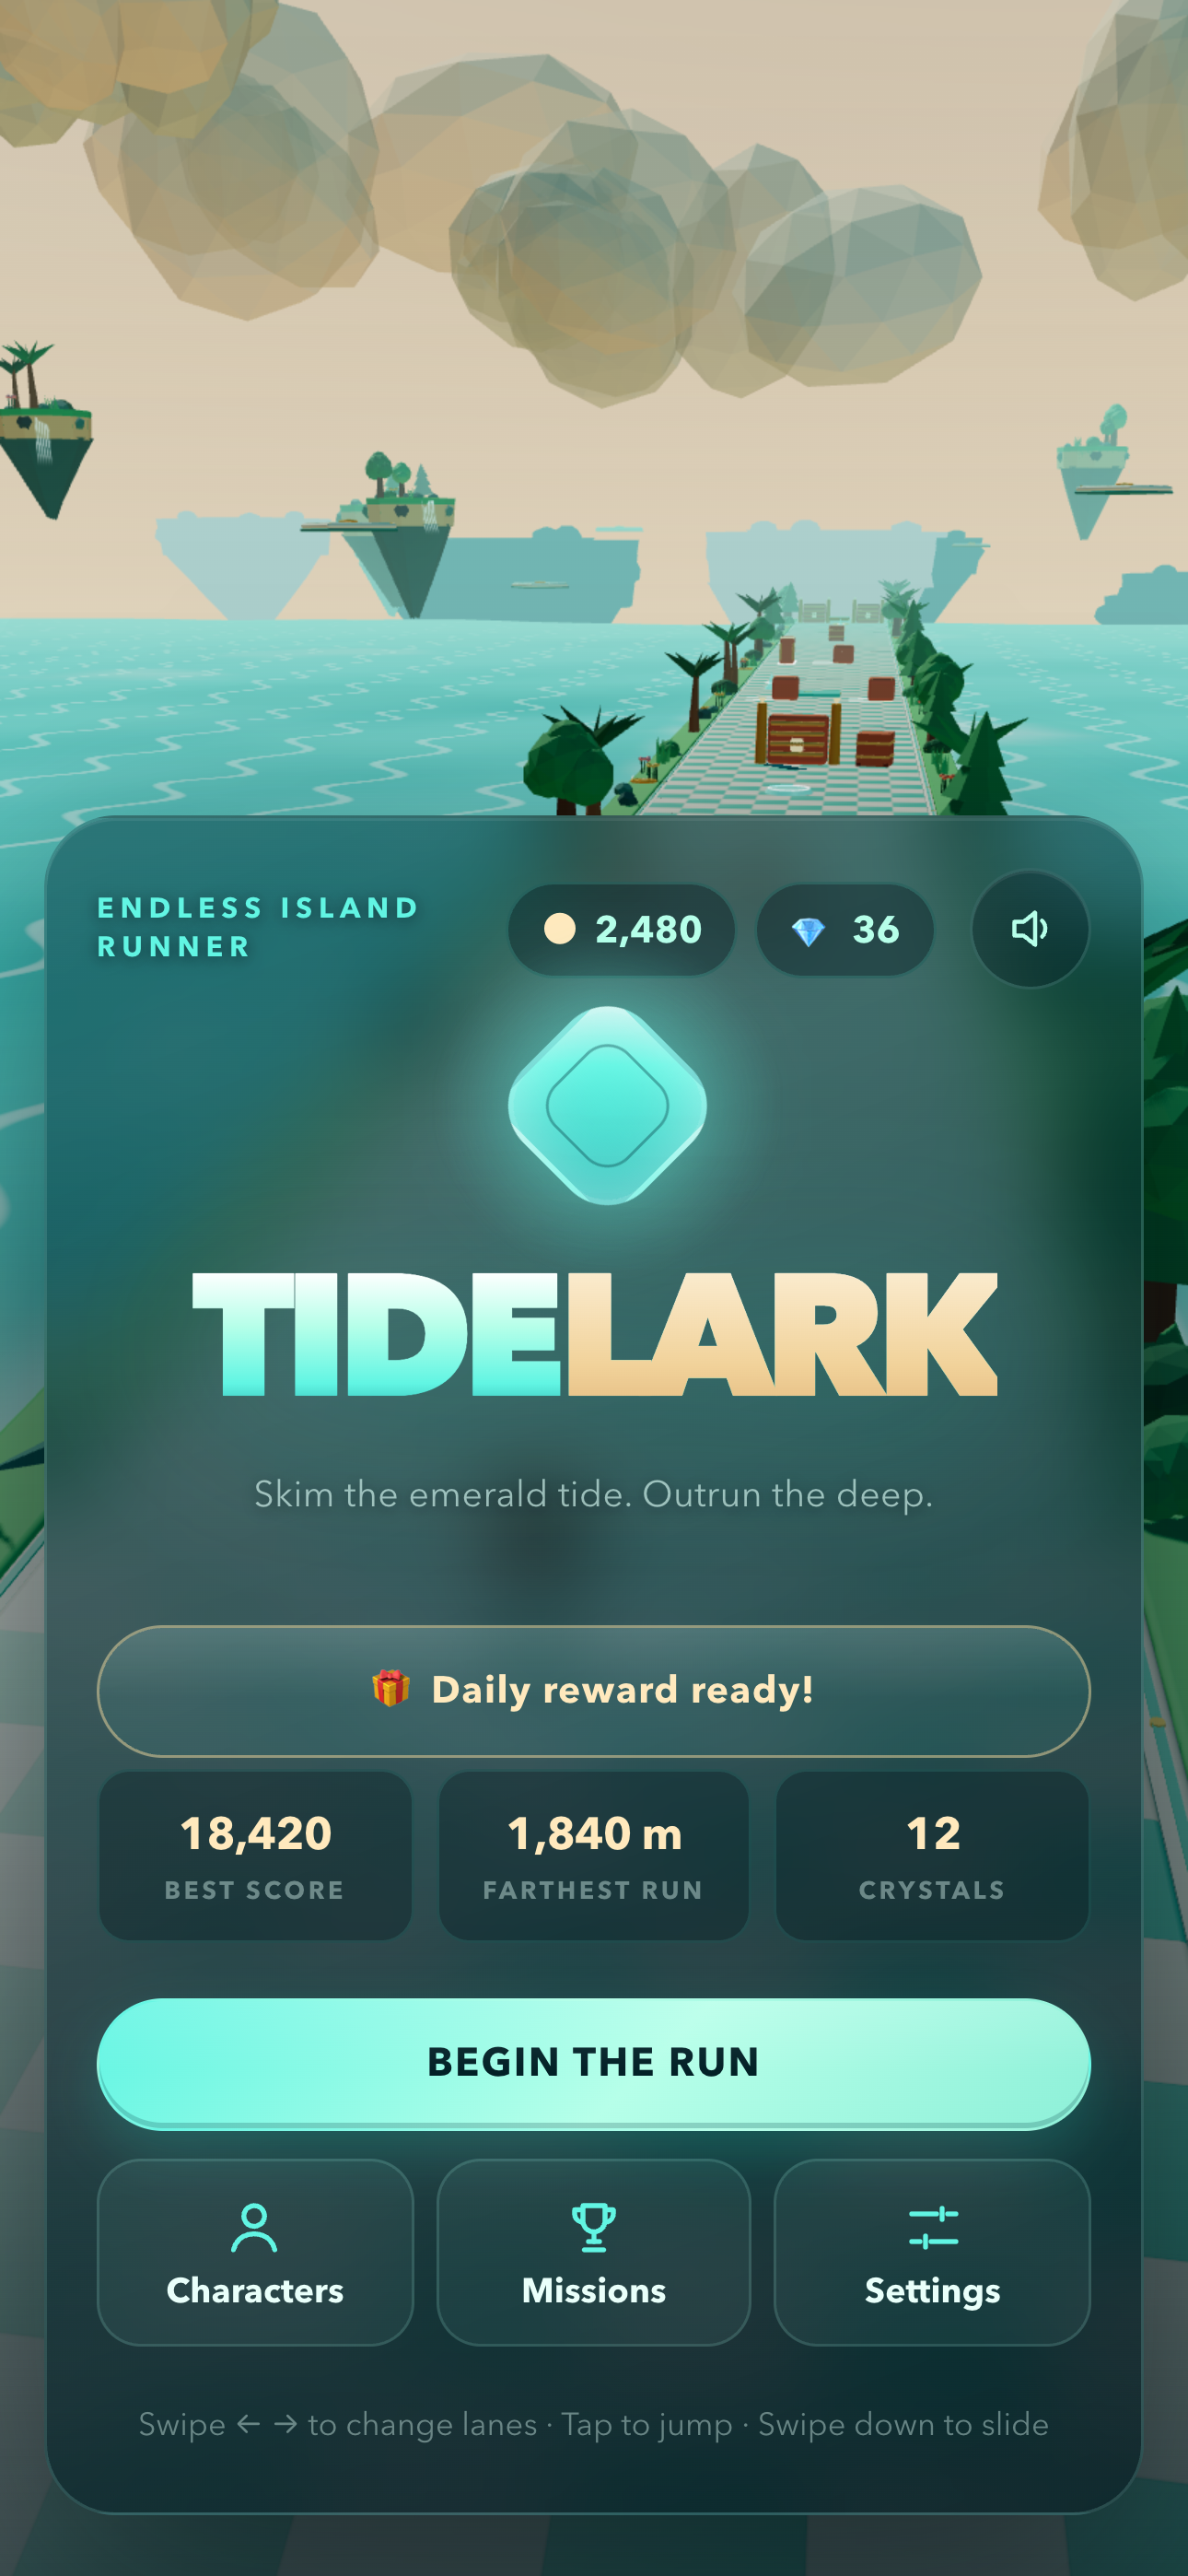 ENDLESS ISLAND
RUNNER
2,480
36
TIDELARK
Skim the emerald tide. Outrun the deep.
Daily reward ready!
18,420
BEST SCORE
1,840 m
FARTHEST RUN
12
CRYSTALS
BEGIN THE RUN
Characters
Missions
Settings
Swipe ← → to change lanes · Tap to jump · Swipe down to slide